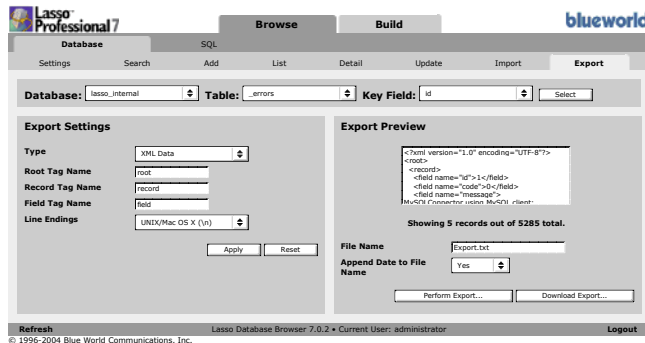 Lasso
Professional 7
Browse Build
blueworld
Database SQL
Settings Search Add List Detail Update Import Export
Database: lasso_internal Table: _errors Key Field: id Select
Export Settings
Type XML Data
Root Tag Name root
Record Tag Name record
Field Tag Name field
Line Endings UNIX/Mac OS X (\n)
Apply Reset
Export Preview
<?xml version="1.0" encoding="UTF-8"?>
<root>
<record>
<field name="id">1</field>
<field name="code">0</field>
<field name="message">
MySQLConnector using MySQL client:
Showing 5 records out of 5285 total.
File Name Export.txt
Append Date to File Name Yes
Perform Export... Download Export...
Refresh Lasso Database Browser 7.0.2 • Current User: administrator Logout
© 1996-2004 Blue World Communications, Inc.